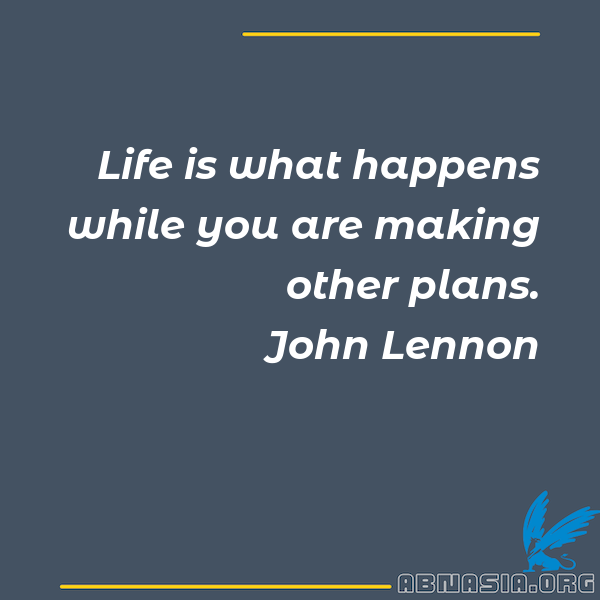 Life is what happens
while you are making
other plans.
John Lennon
ABNASIA.ORG